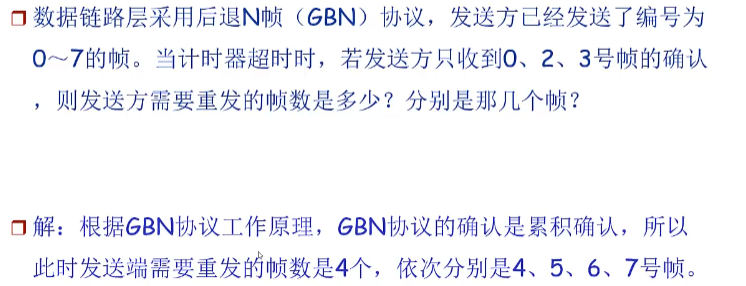 数据链路层采用后退N帧（GBN）协议，发送方已经发送了编号为
0～7的帧。当计时器超时时，若发送方只收到0、2、3号帧的确认
，则发送方需要重发的帧数是多少？分别是那几个帧？
解：根据GBN协议工作原理，GBN协议的确认是累积确认，所以
此时发送端需要重发的帧数是4个，依次分别是4、5、6、7号帧。